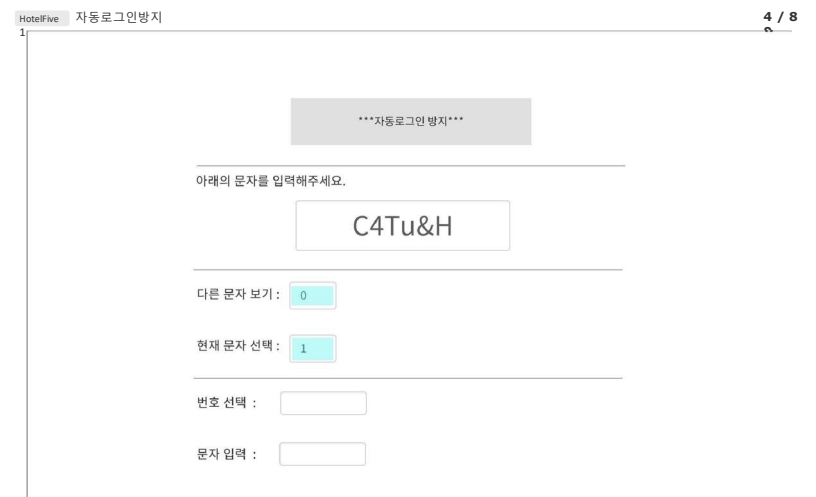 HotelFive 자동로그인방지
4 / 8
1
***자동로그인 방지***
아래의 문자를 입력해주세요.
C4Tu&H
다른 문자 보기 : 0
현재 문자 선택 : 1
번호 선택 :
문자 입력 :